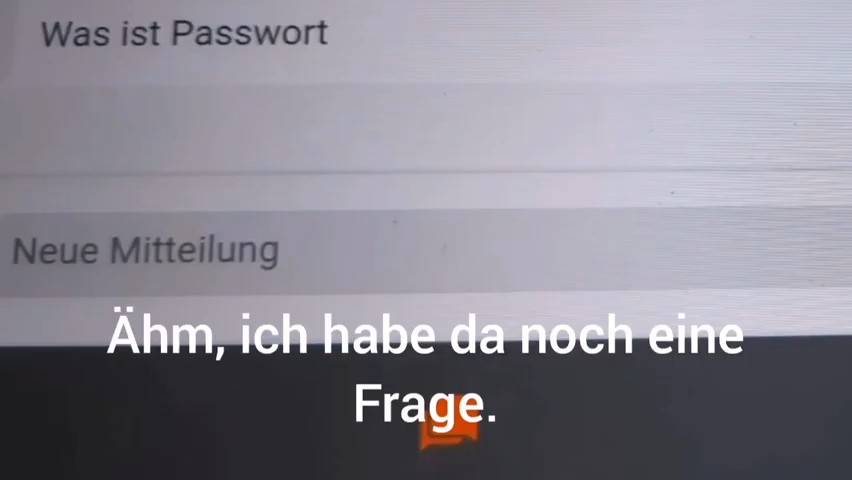 Was ist Passwort
Neue Mitteilung
Ähm, ich habe da noch eine
Frage.